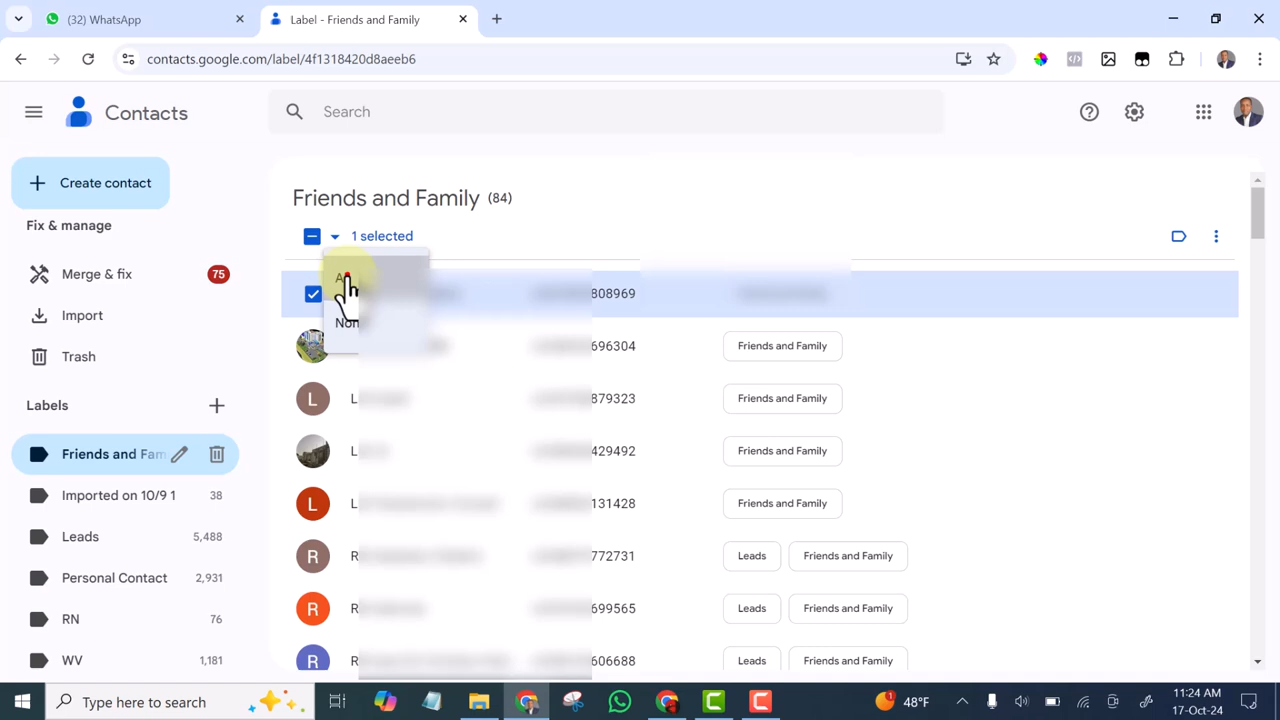 (32) WhatsApp
Label - Friends and Family
contacts.google.com/label/4f1318420d8aeeb6
Contacts
Search
Create contact
Fix & manage
Merge & fix
75
Import
Trash
Labels
Friends and Fam
Imported on 10/9 1
38
Leads
5,488
Personal Contact
2,931
RN
76
WV
1,181
Friends and Family (84)
1 selected
808969
696304
Friends and Family
L
879323
Friends and Family
429492
Friends and Family
L
131428
Friends and Family
R
R
772731
Leads
Friends and Family
R
R
699565
Leads
Friends and Family
R
R
606688
Leads
Friends and Family
Type here to search
1
48°F
11:24 AM
17-Oct-24